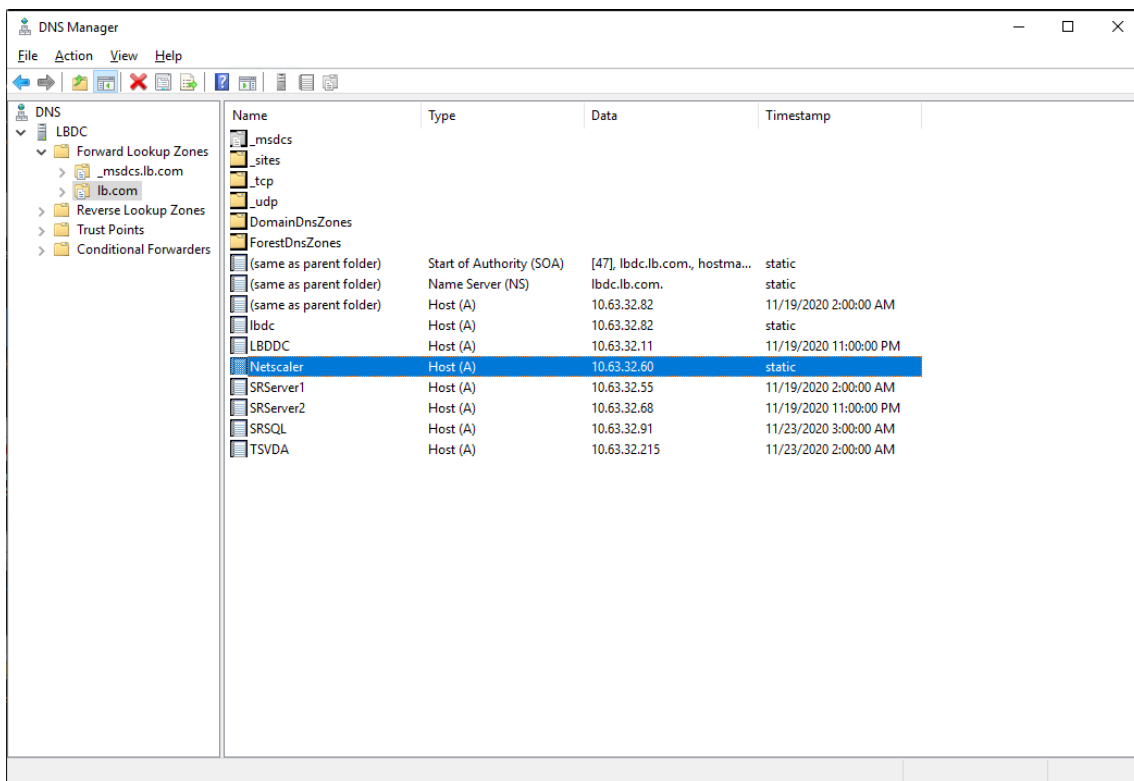 DNS Manager
File Action View Help
DNS
LBDC
Forward Lookup Zones
_msdcs.lb.com
lb.com
Reverse Lookup Zones
Trust Points
Conditional Forwarders
Name Type Data Timestamp
_msdcs
_sites
_tcp
_udp
DomainDnsZones
ForestDnsZones
(same as parent folder) Start of Authority (SOA) [47], lbdc.lb.com., hostma... static
(same as parent folder) Name Server (NS) lbdc.lb.com. static
(same as parent folder) Host (A) 10.63.32.82 11/19/2020 2:00:00 AM
lbdc Host (A) 10.63.32.82 static
LBDDC Host (A) 10.63.32.11 11/19/2020 11:00:00 PM
Netscaler Host (A) 10.63.32.60 static
SRServer1 Host (A) 10.63.32.55 11/19/2020 2:00:00 AM
SRServer2 Host (A) 10.63.32.68 11/19/2020 11:00:00 PM
SRSQL Host (A) 10.63.32.91 11/23/2020 3:00:00 AM
TSVDA Host (A) 10.63.32.215 11/23/2020 2:00:00 AM